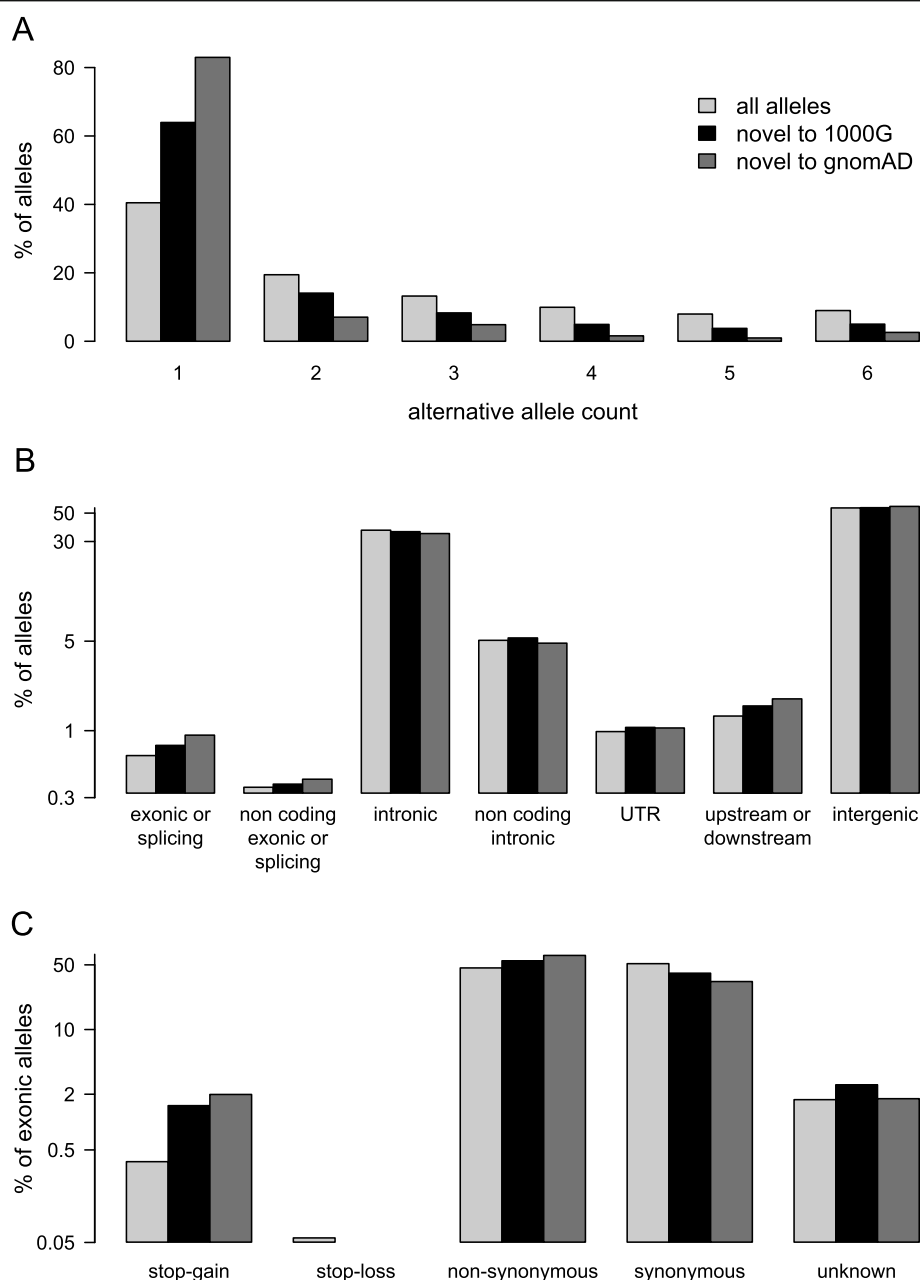 A
80
60
40
20
0
% of alleles
all alleles
novel to 1000G
novel to gnomAD
1 2 3 4 5 6
alternative allele count
B
50
30
5
1
0.3
% of alleles
exonic or non coding intronic non coding UTR upstream or intergenic
splicing exonic or intronic downstream
splicing
C
50
10
2
0.5
0.05
% of exonic alleles
stop-gain stop-loss non-synonymous synonymous unknown